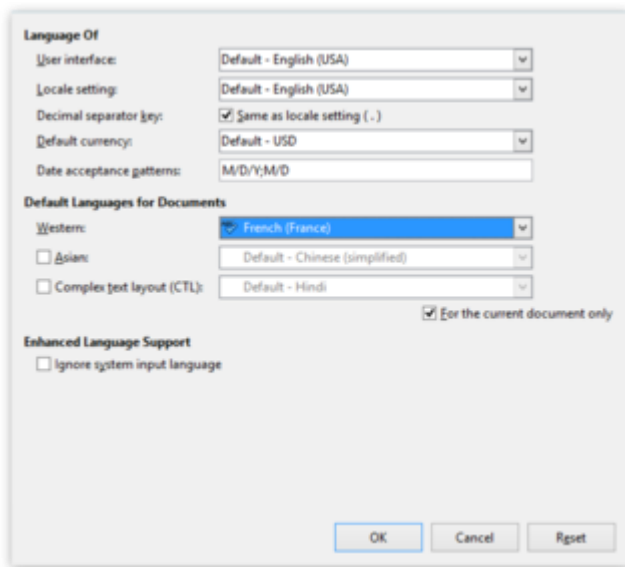 Language Of
User interface: Default - English (USA)
Locale setting: Default - English (USA)
Decimal separator key: Same as locale setting ( . )
Default currency: Default - USD
Date acceptance patterns: M/D/Y;M/D
Default Languages for Documents
Western: French (France)
Asian: Default - Chinese (simplified)
Complex text layout (CTL): Default - Hindi
For the current document only
Enhanced Language Support
Ignore system input language
OK Cancel Reset